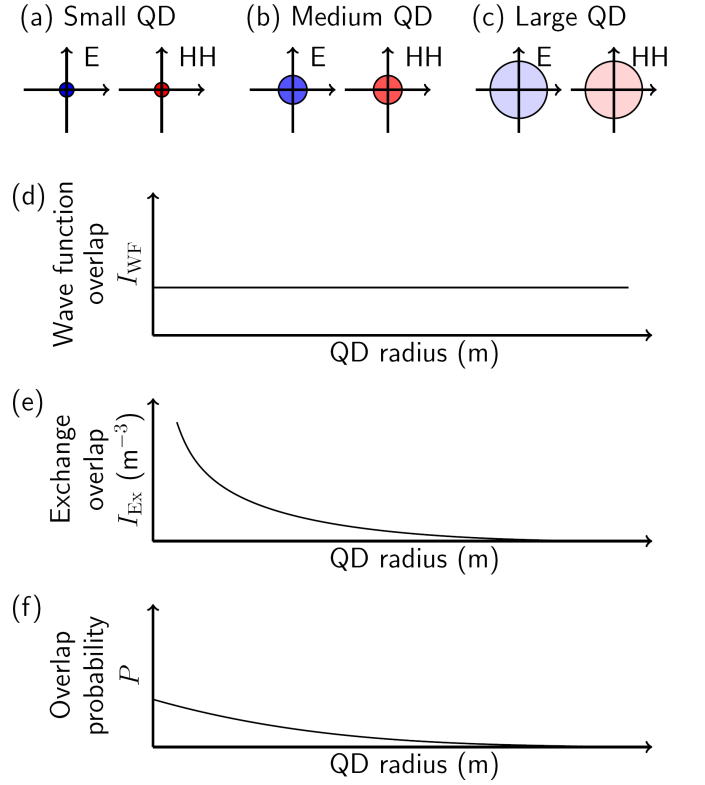 (a) Small QD
E
HH
(b) Medium QD
E
HH
(c) Large QD
E
HH
(d)
Wave function
overlap
I_WF
QD radius (m)
(e)
Exchange
overlap
I_Ex (m⁻³)
QD radius (m)
(f)
Overlap
probability
P
QD radius (m)